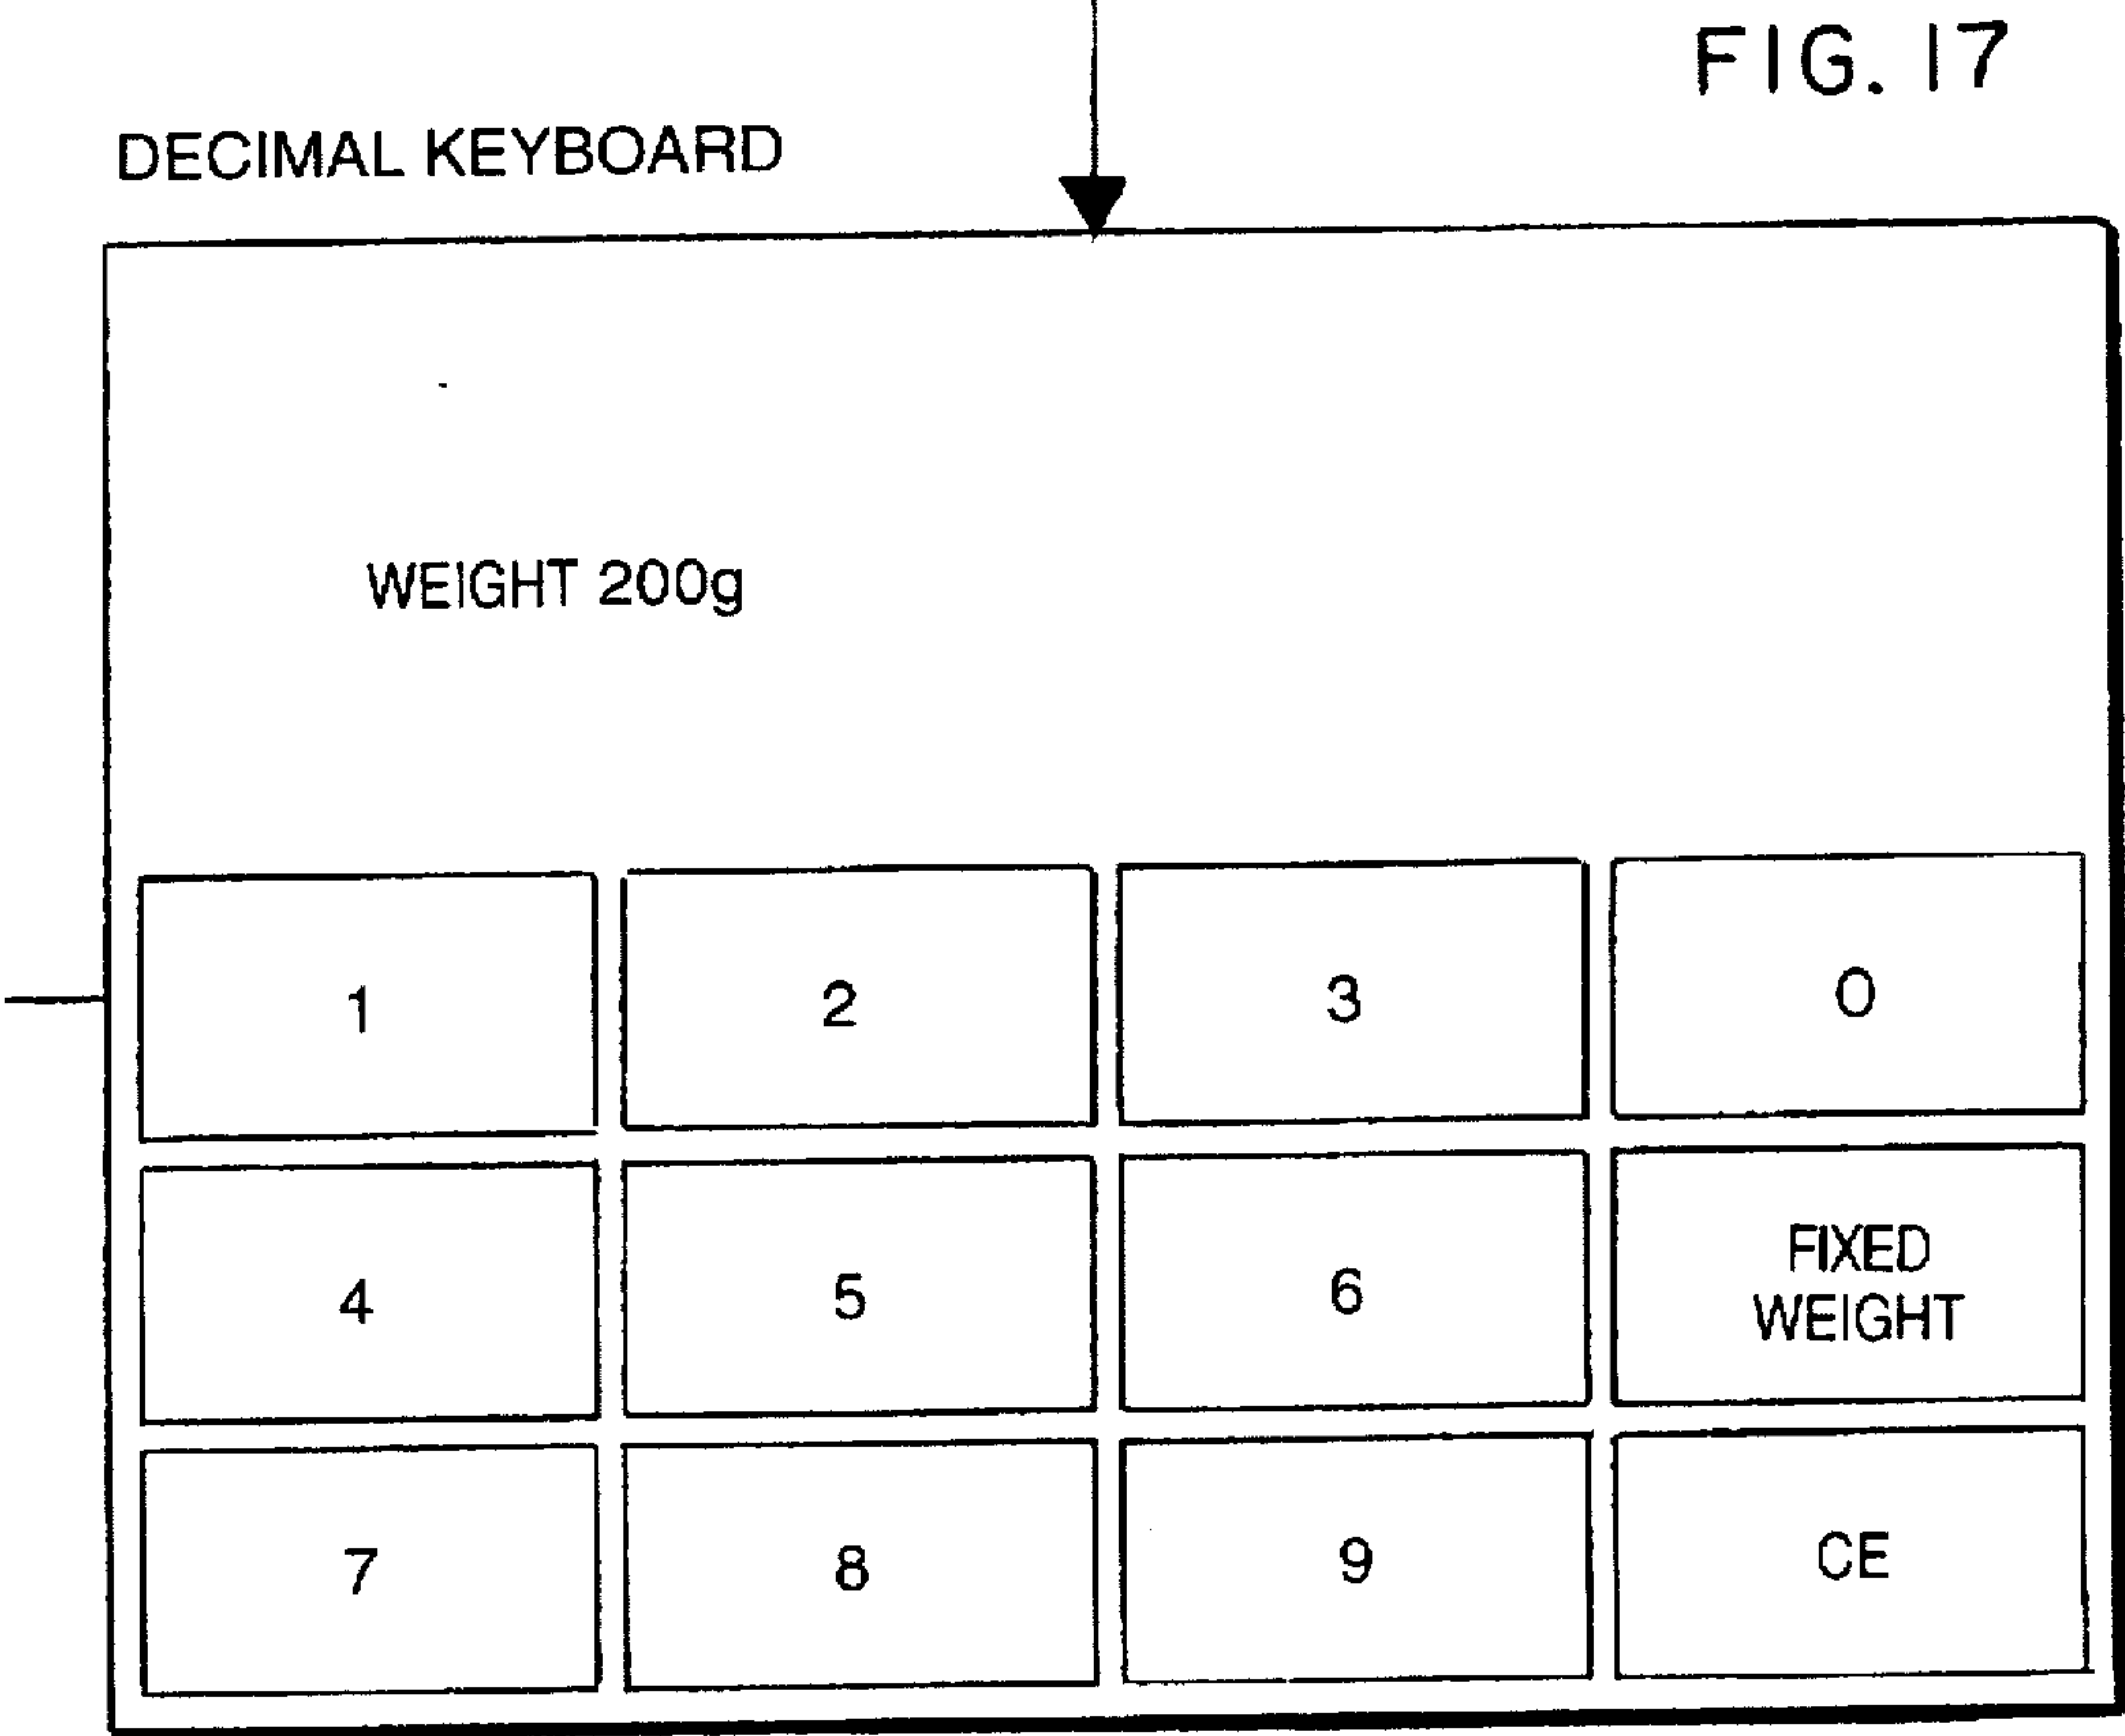 FIG. 17
DECIMAL KEYBOARD
WEIGHT 200g
1 2 3 0
4 5 6 FIXED WEIGHT
7 8 9 CE